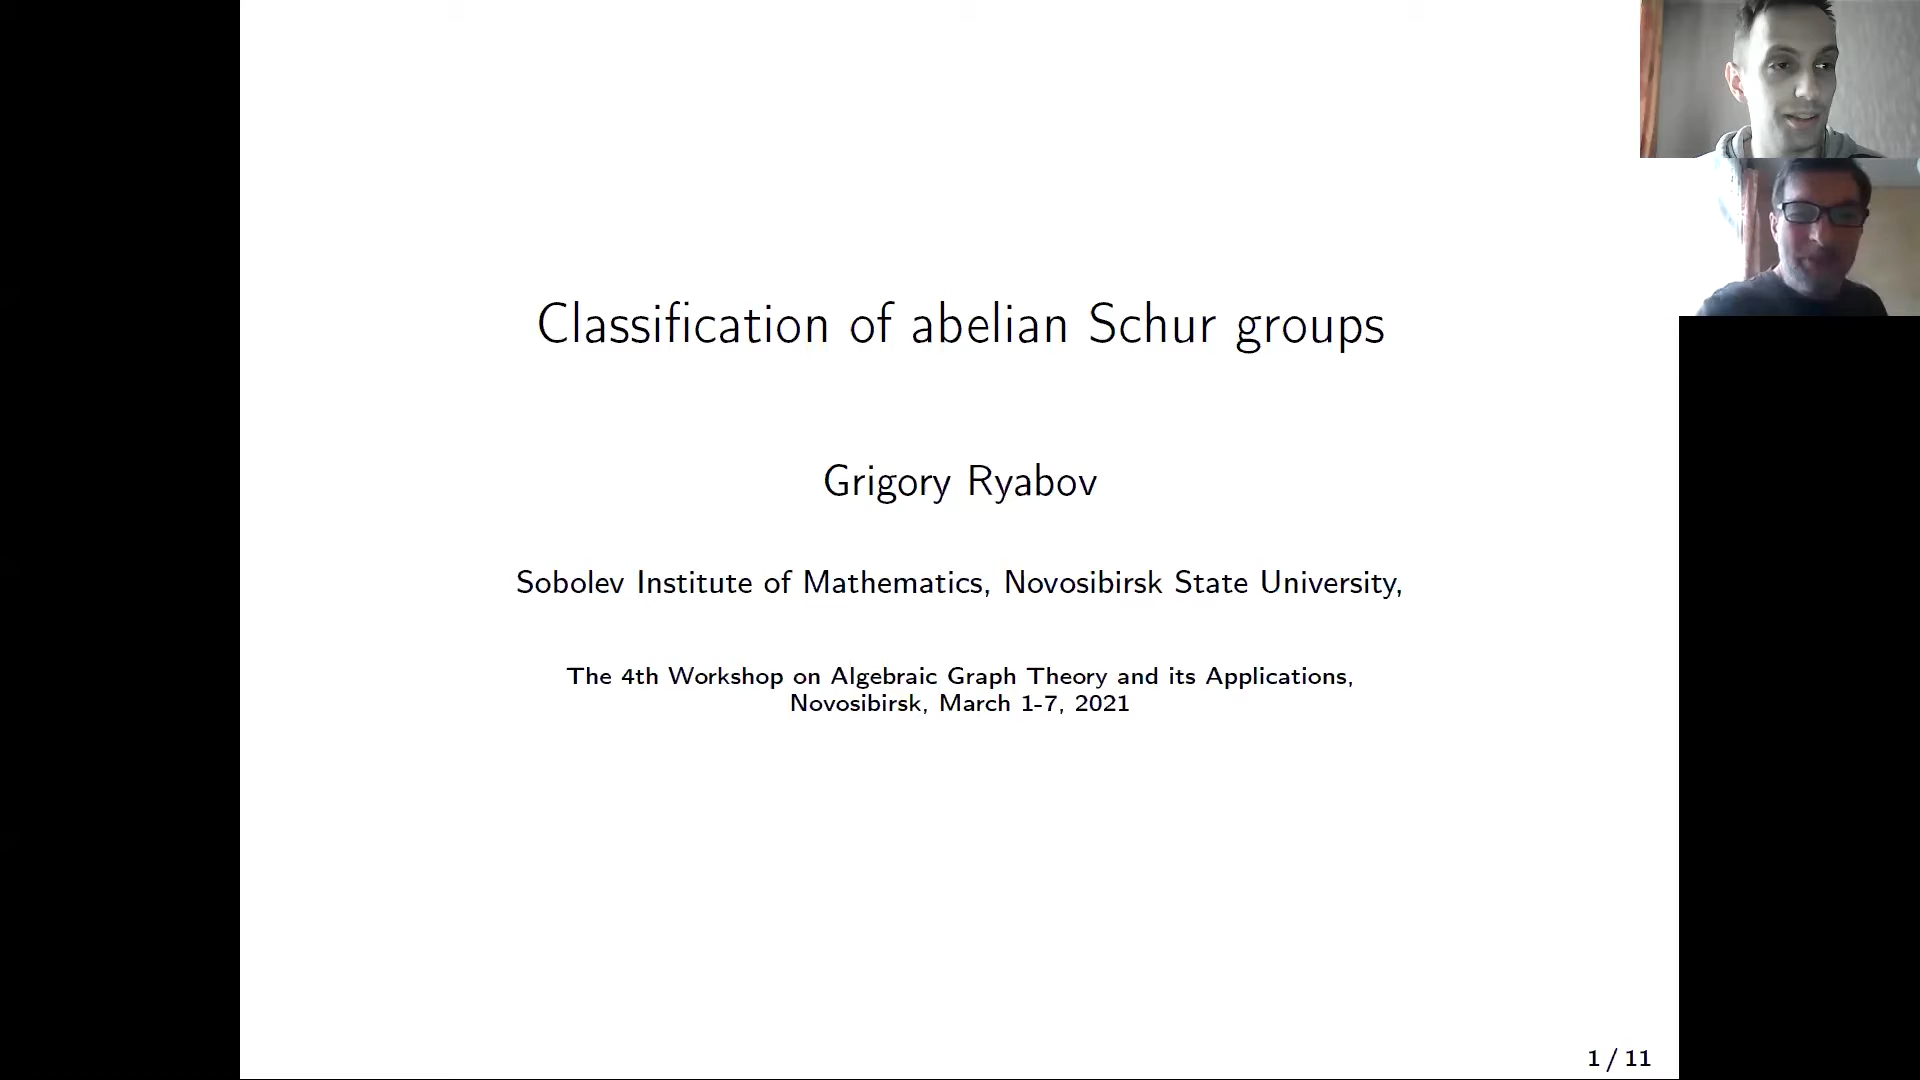 Classification of abelian Schur groups
Grigory Ryabov
Sobolev Institute of Mathematics, Novosibirsk State University,
The 4th Workshop on Algebraic Graph Theory and its Applications,
Novosibirsk, March 1-7, 2021
1 / 11